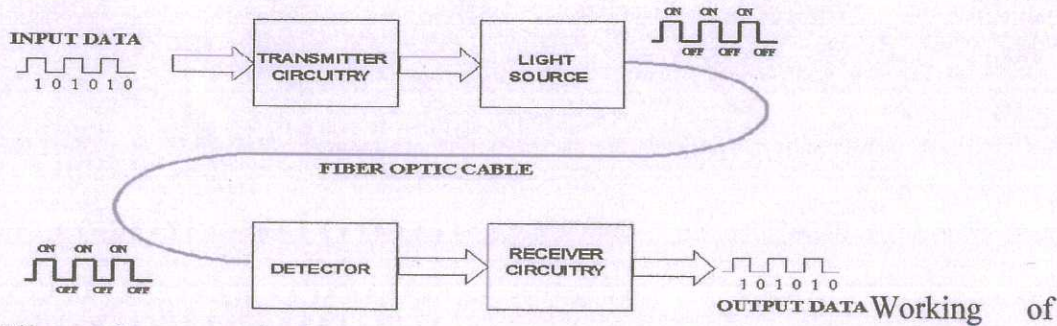 ON ON ON
OFF OFF OFF
INPUT DATA
1 0 1 0 1 0
TRANSMITTER
CIRCUITRY
LIGHT
SOURCE
FIBER OPTIC CABLE
ON ON ON
OFF OFF OFF
DETECTOR
RECEIVER
CIRCUITRY
1 0 1 0 1 0
OUTPUT DATA Working of